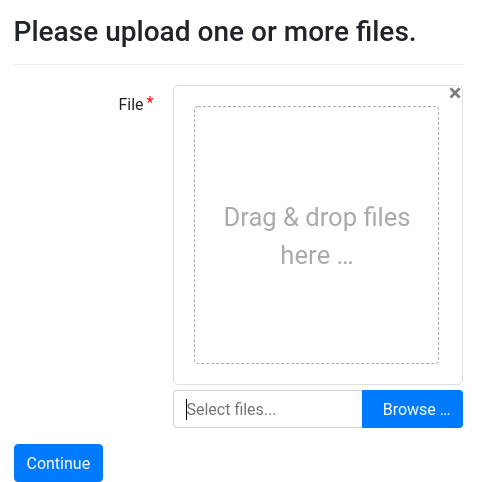 Please upload one or more files.
File *
×
Drag & drop files
here ...
Select files...
Browse ...
Continue